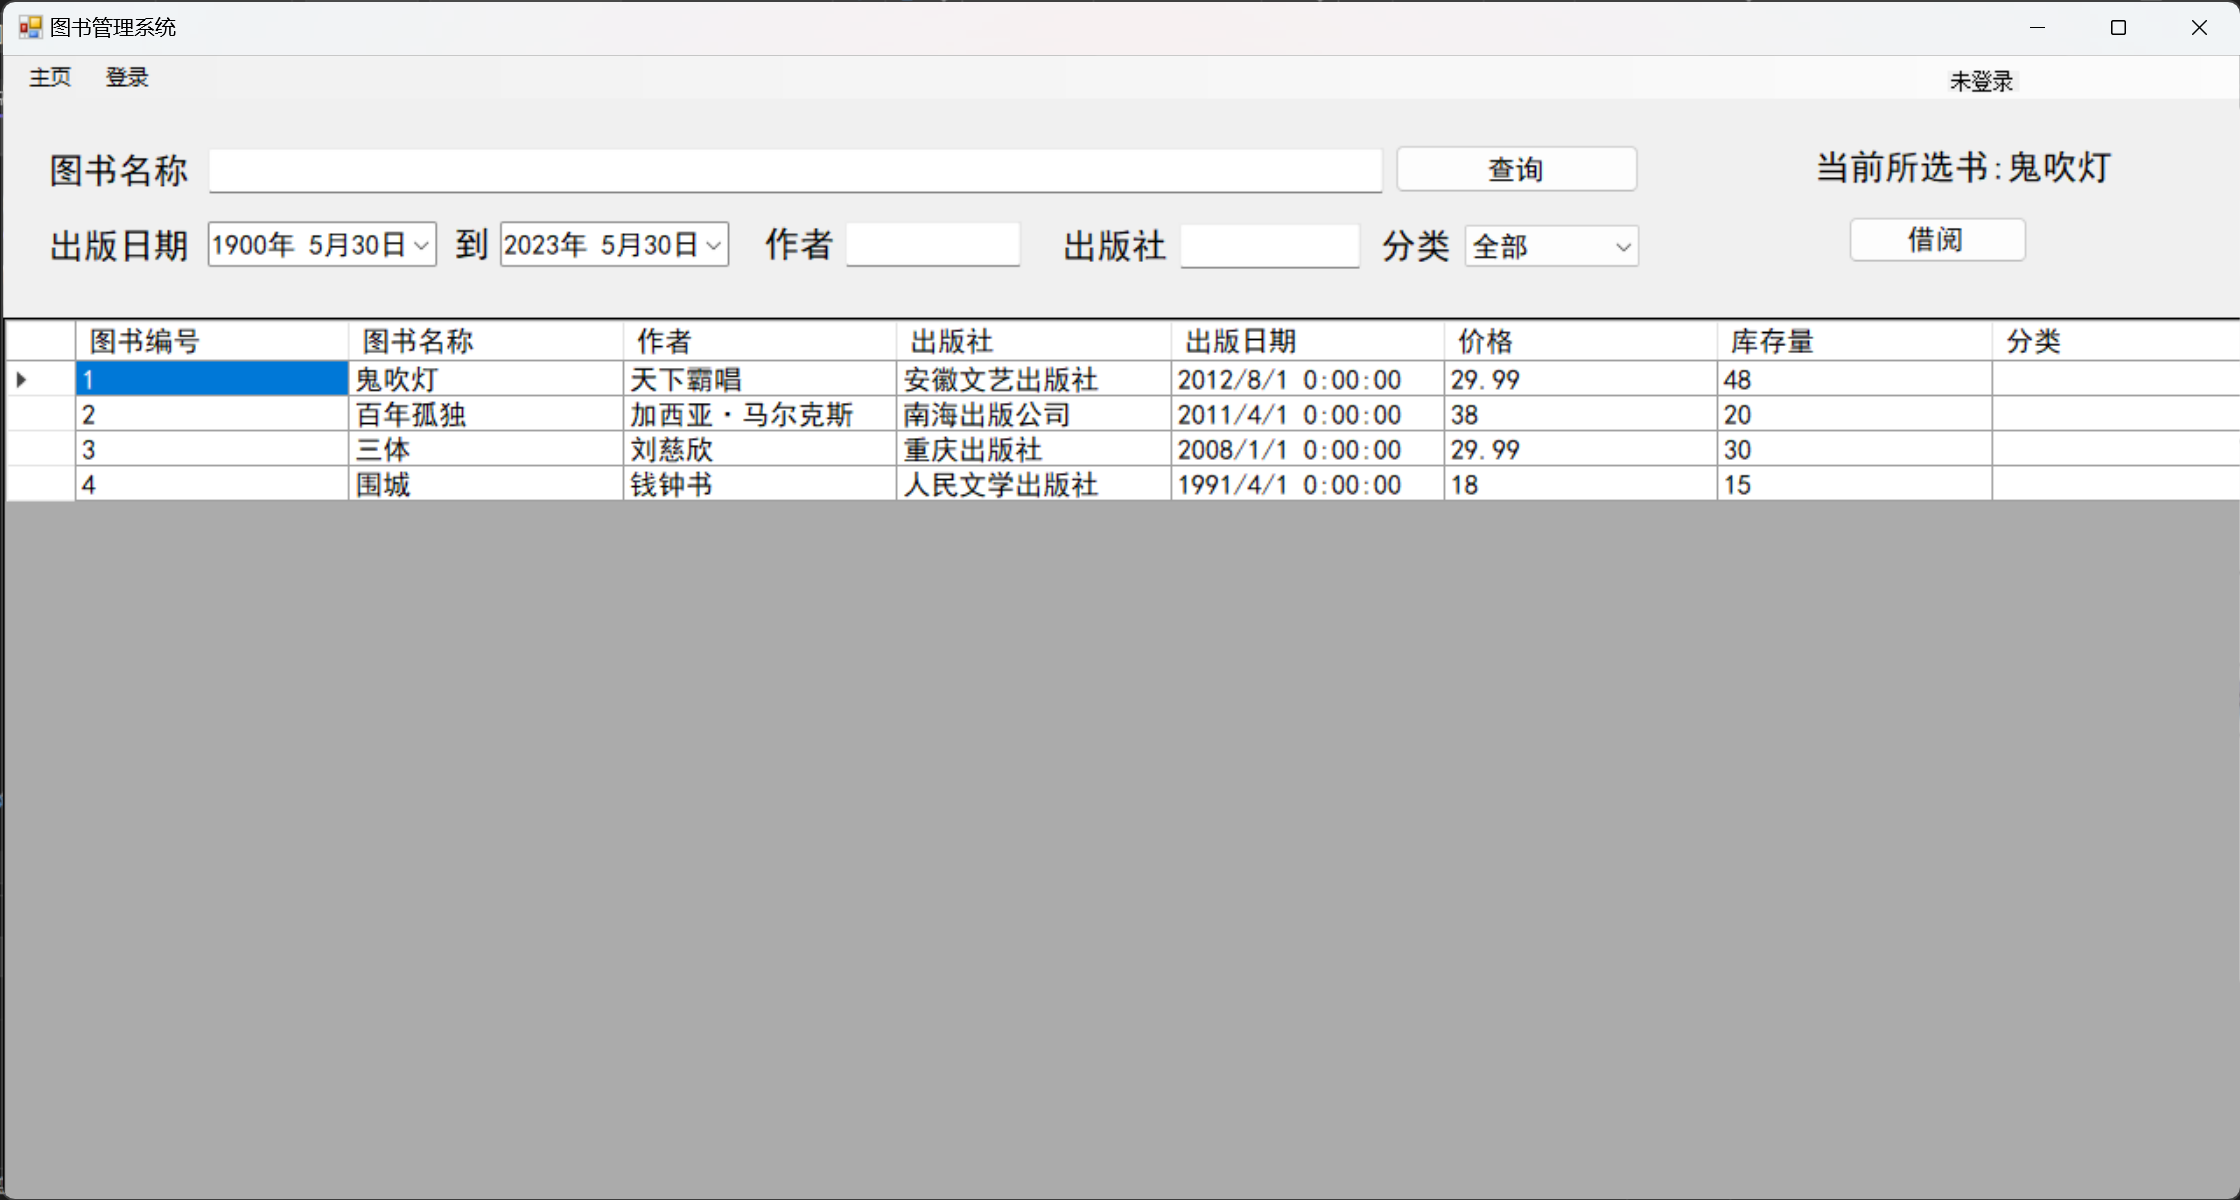 图书管理系统
主页 登录 未登录
图书名称 查询 当前所选书:鬼吹灯
出版日期 1900年 5月30日 到 2023年 5月30日 作者 出版社 分类 全部 借阅
图书编号 图书名称 作者 出版社 出版日期 价格 库存量 分类
1 鬼吹灯 天下霸唱 安徽文艺出版社 2012/8/1 0:00:00 29.99 48
2 百年孤独 加西亚·马尔克斯 南海出版公司 2011/4/1 0:00:00 38 20
3 三体 刘慈欣 重庆出版社 2008/1/1 0:00:00 29.99 30
4 围城 钱钟书 人民文学出版社 1991/4/1 0:00:00 18 15